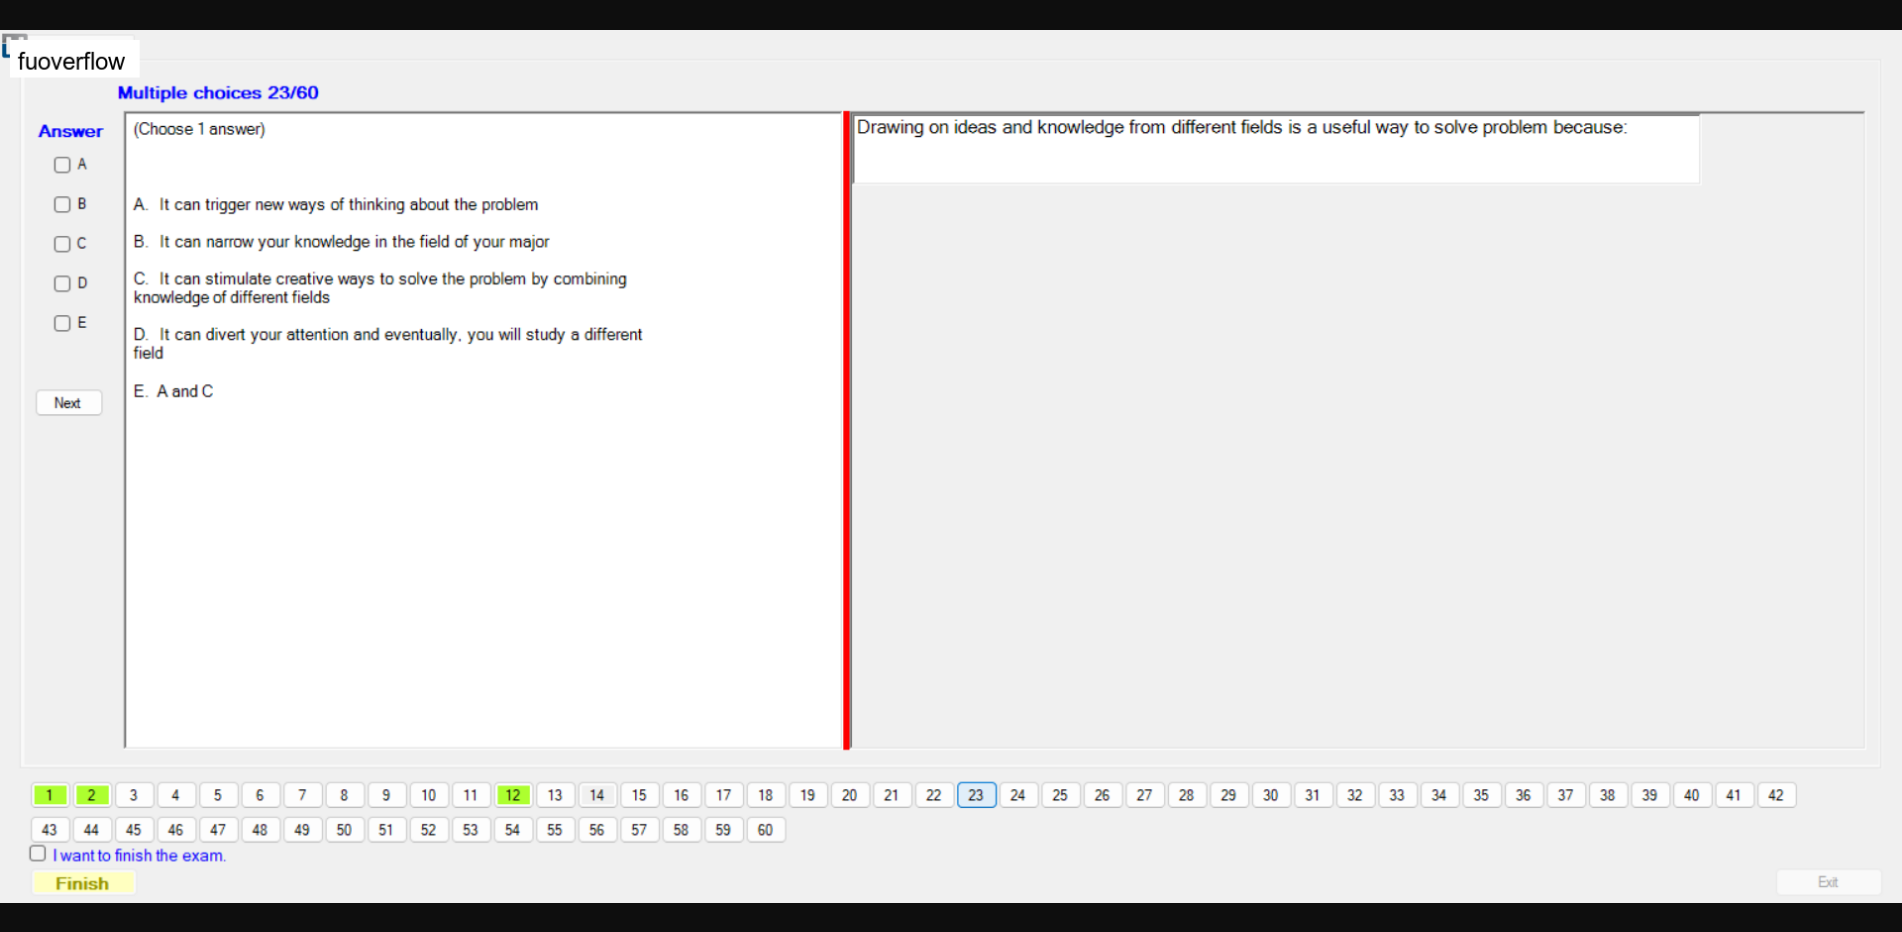 fuoverflow
Multiple choices 23/60
Answer
A
B
C
D
E
Next
(Choose 1 answer)
A. It can trigger new ways of thinking about the problem
B. It can narrow your knowledge in the field of your major
C. It can stimulate creative ways to solve the problem by combining
knowledge of different fields
D. It can divert your attention and eventually, you will study a different
field
E. A and C
Drawing on ideas and knowledge from different fields is a useful way to solve problem because:
1 2 3 4 5 6 7 8 9 10 11 12 13 14 15 16 17 18 19 20 21 22 23 24 25 26 27 28 29 30 31 32 33 34 35 36 37 38 39 40 41 42
43 44 45 46 47 48 49 50 51 52 53 54 55 56 57 58 59 60
I want to finish the exam.
Finish
Exit